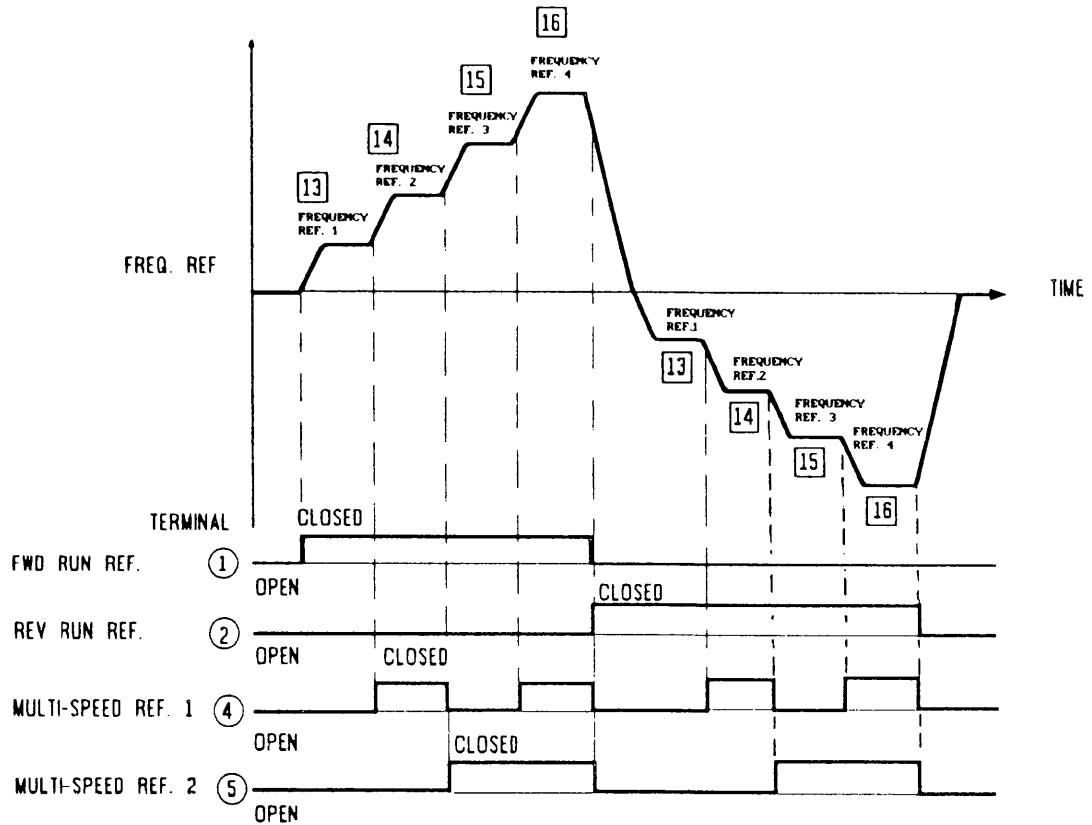 16
FREQUENCY
REF. 4
15
FREQUENCY
REF. 3
14
FREQUENCY
REF. 2
13
FREQUENCY
REF. 1
FREQ. REF
TIME
FREQUENCY
REF.1
13
FREQUENCY
REF.2
14
FREQUENCY
REF. 3
15
FREQUENCY
REF. 4
16
TERMINAL
CLOSED
FWD RUN REF. 1
OPEN
CLOSED
REV RUN REF. 2
OPEN
CLOSED
MULTI-SPEED REF. 1 4
OPEN
CLOSED
MULTI-SPEED REF. 2 5
OPEN